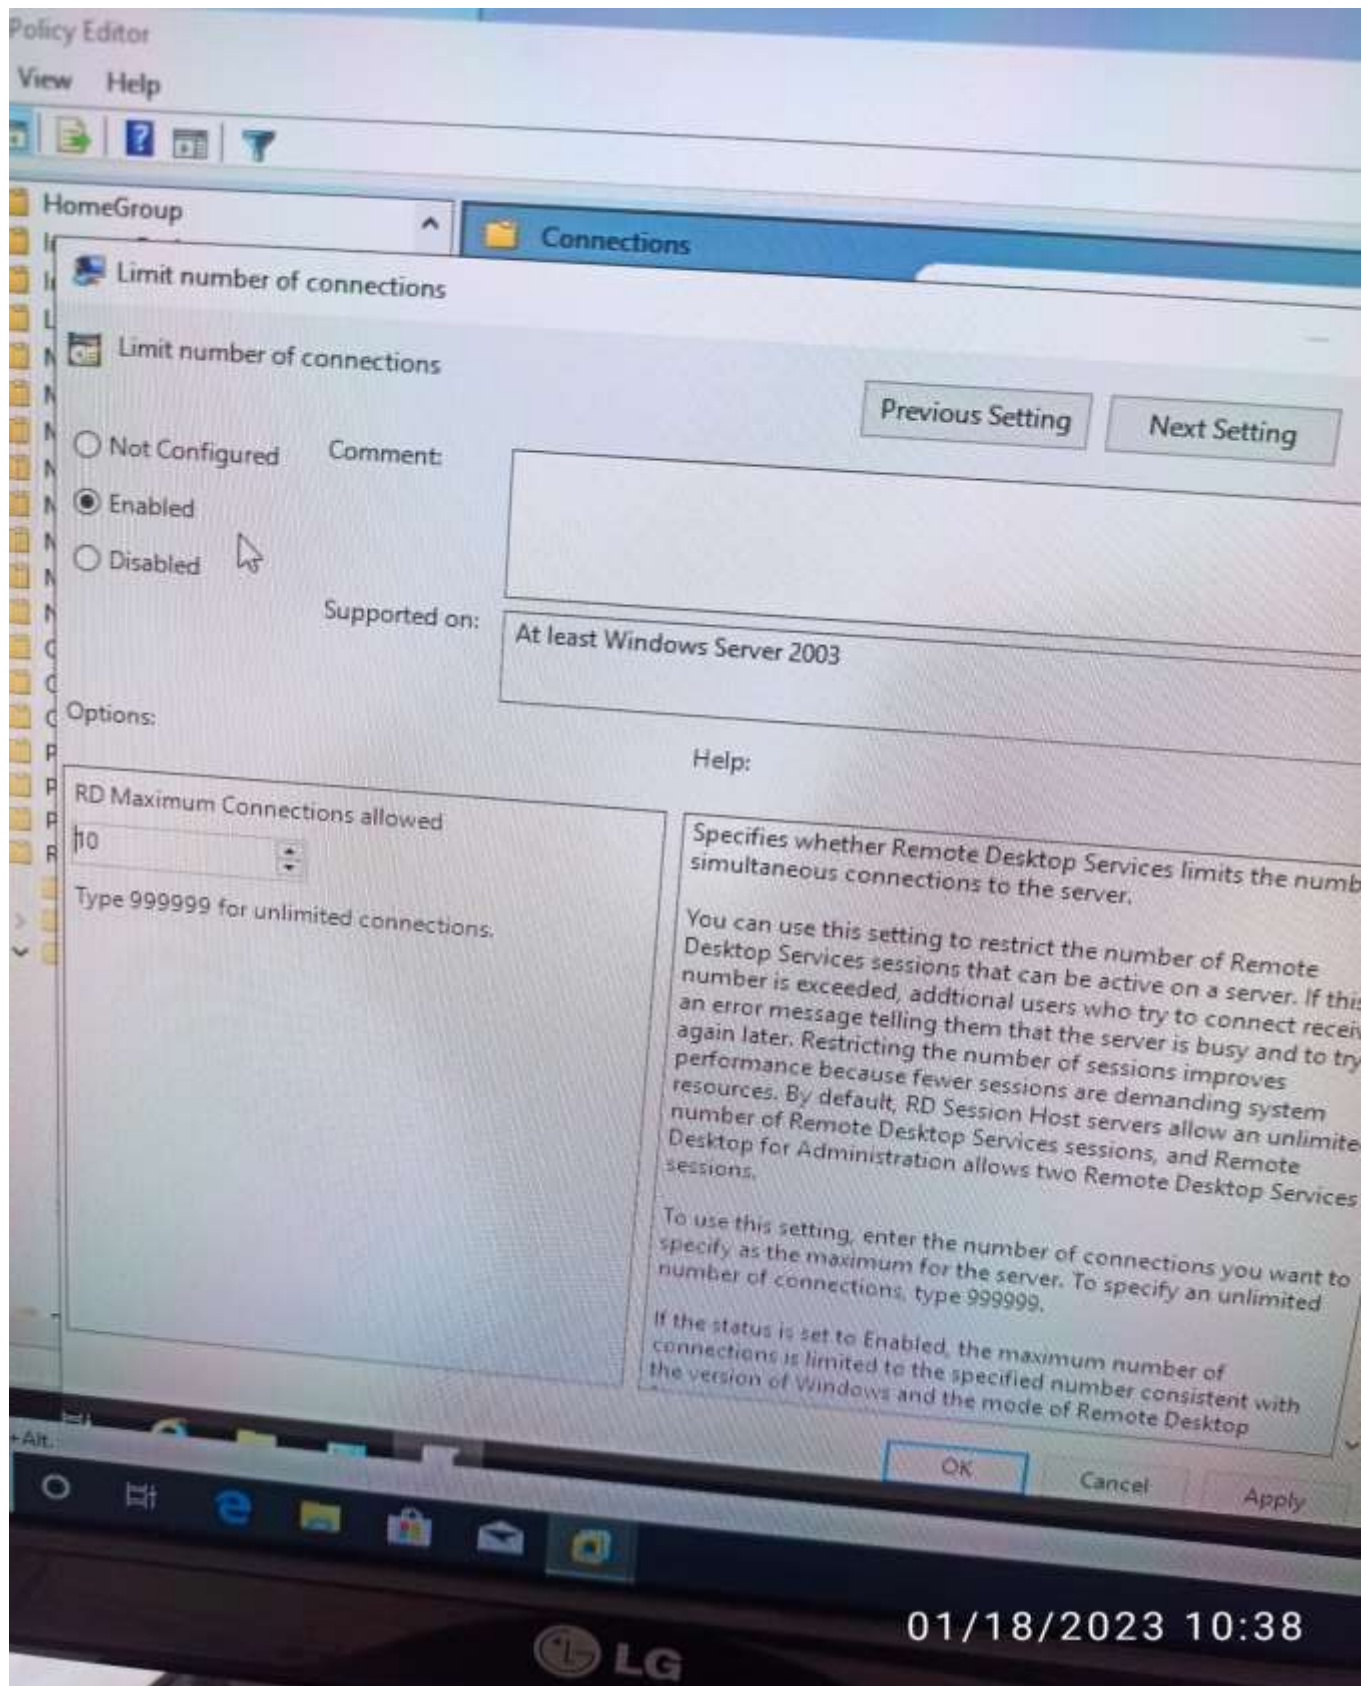 Policy Editor
View Help
HomeGroup
Connections
Limit number of connections
Limit number of connections
Previous Setting
Next Setting
Not Configured
Comment:
Enabled
Disabled
Supported on:
At least Windows Server 2003
Options:
Help:
RD Maximum Connections allowed
10
Type 999999 for unlimited connections.
Specifies whether Remote Desktop Services limits the numb
simultaneous connections to the server.
You can use this setting to restrict the number of Remote
Desktop Services sessions that can be active on a server. If this
number is exceeded, addtional users who try to connect receiv
an error message telling them that the server is busy and to try
again later. Restricting the number of sessions improves
performance because fewer sessions are demanding system
resources. By default, RD Session Host servers allow an unlimited
number of Remote Desktop Services sessions, and Remote
Desktop for Administration allows two Remote Desktop Services
sessions.
To use this setting, enter the number of connections you want to
specify as the maximum for the server. To specify an unlimited
number of connections, type 999999.
If the status is set to Enabled, the maximum number of
connections is limited to the specified number consistent with
the version of Windows and the mode of Remote Desktop
OK
Cancel
Apply
+Alt.
01/18/2023 10:38
LG